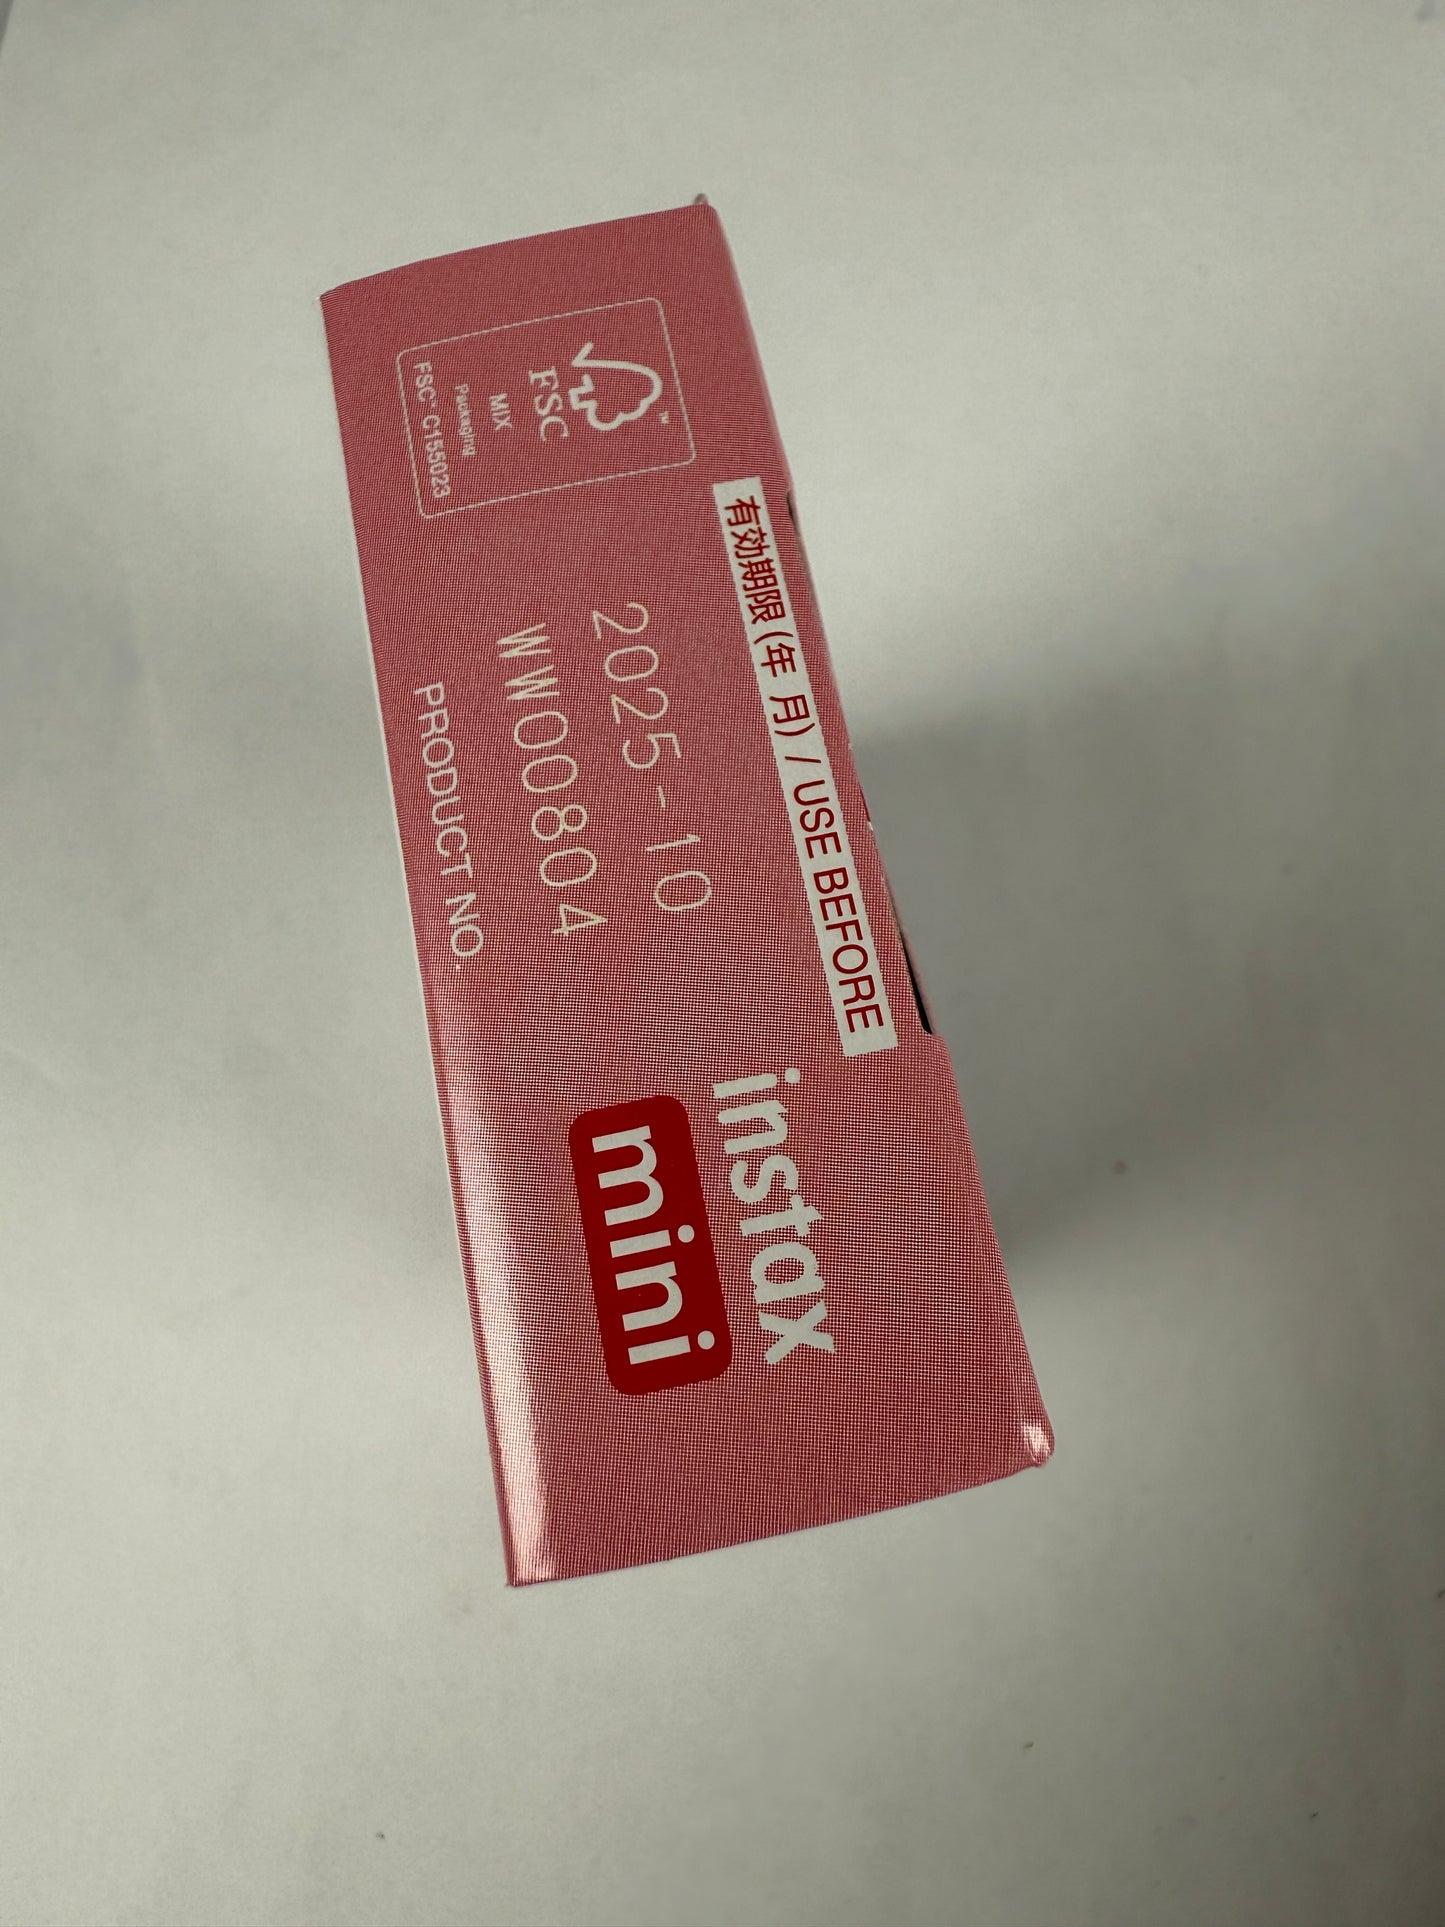 FSC™
MIX
Packaging
FSC® C155023
有効期限 (年 月) / USE BEFORE
2025-10
WW00804
PRODUCT NO.
instax
mini